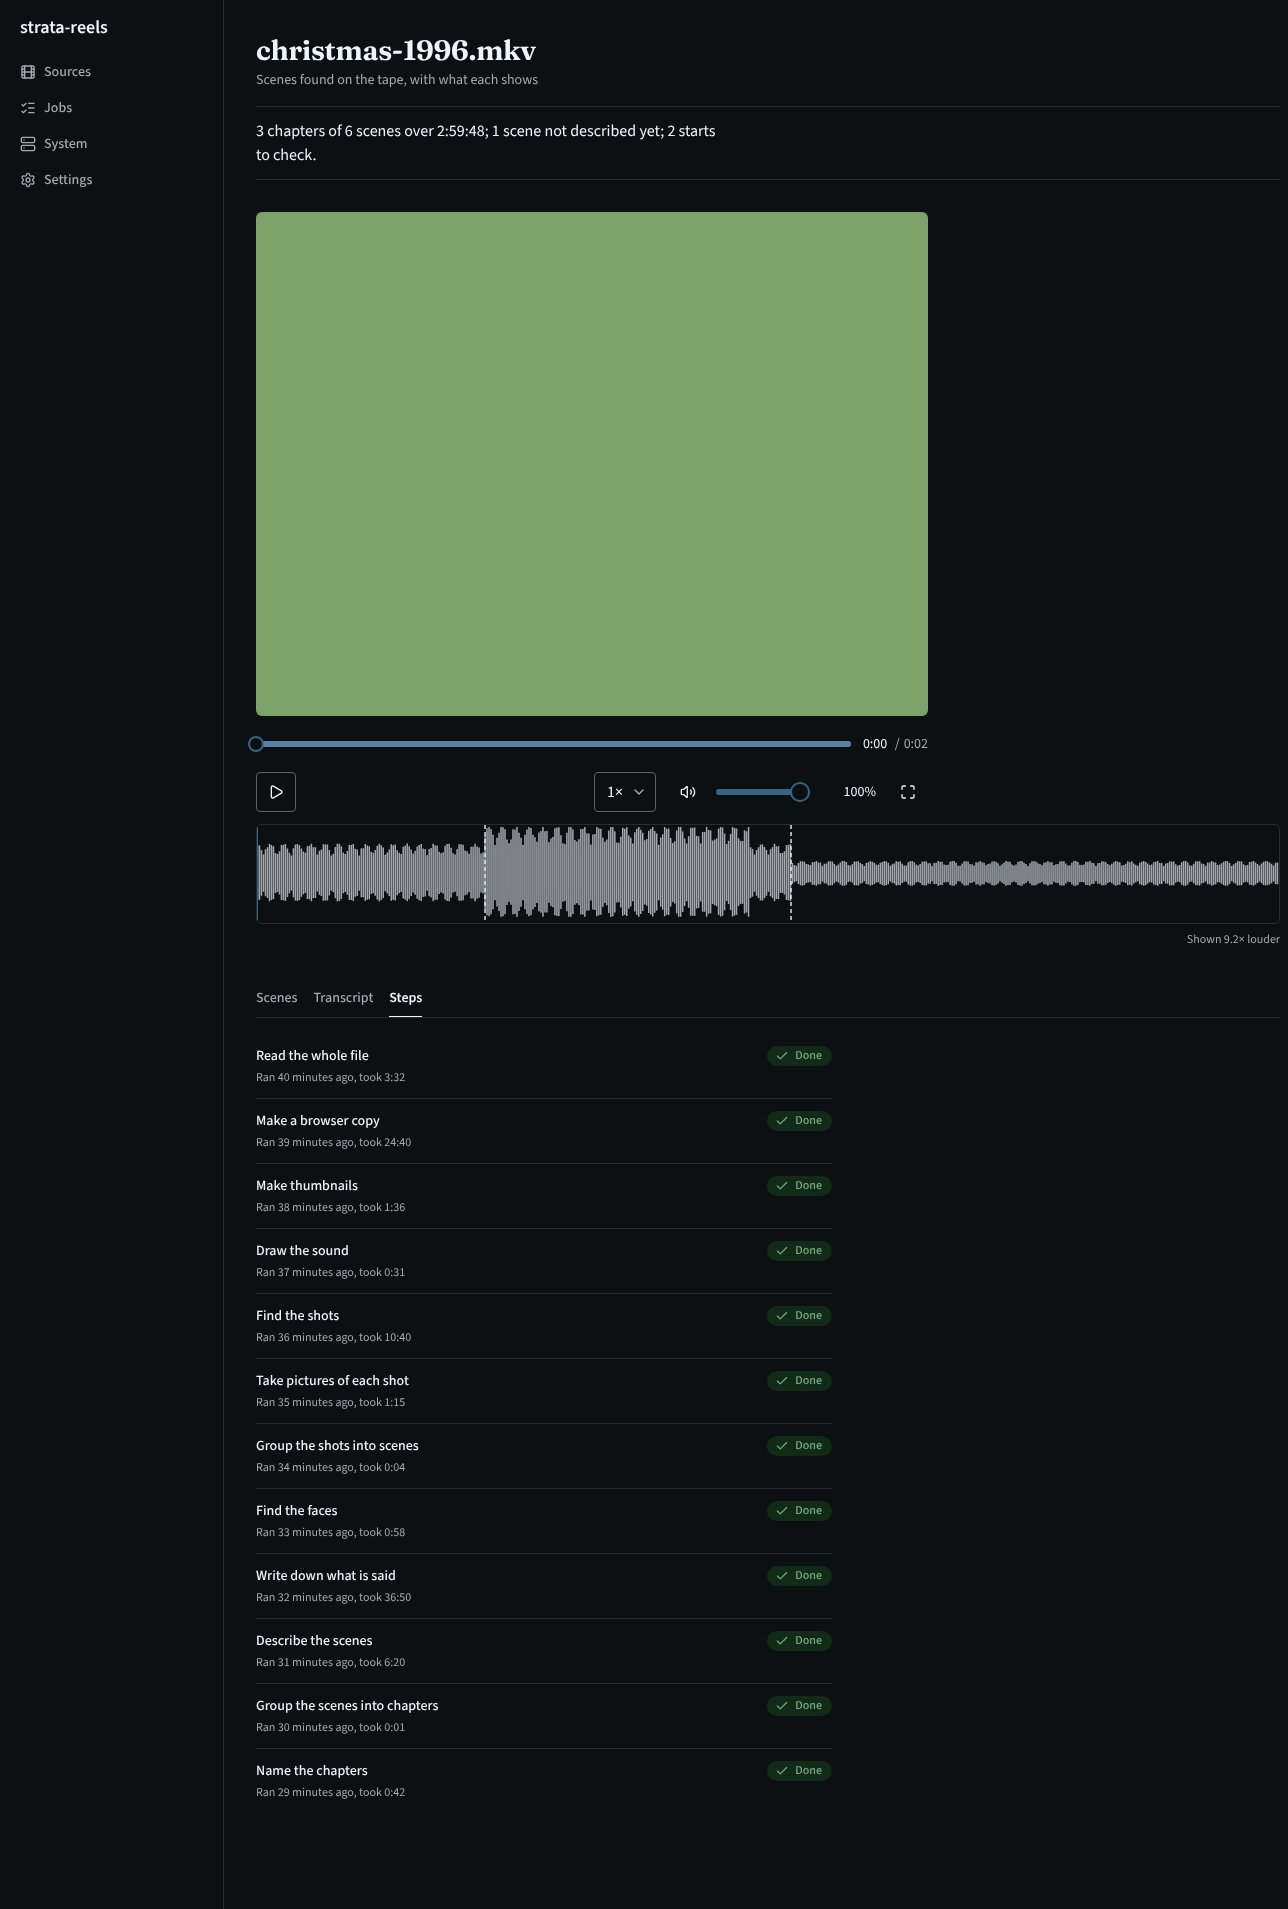 strata-reels
Sources
Jobs
System
Settings
christmas-1996.mkv
Scenes found on the tape, with what each shows
3 chapters of 6 scenes over 2:59:48; 1 scene not described yet; 2 starts
to check.
0:00 / 0:02
1× 100%
Shown 9.2× louder
Scenes Transcript Steps
Read the whole file Done
Ran 40 minutes ago, took 3:32
Make a browser copy Done
Ran 39 minutes ago, took 24:40
Make thumbnails Done
Ran 38 minutes ago, took 1:36
Draw the sound Done
Ran 37 minutes ago, took 0:31
Find the shots Done
Ran 36 minutes ago, took 10:40
Take pictures of each shot Done
Ran 35 minutes ago, took 1:15
Group the shots into scenes Done
Ran 34 minutes ago, took 0:04
Find the faces Done
Ran 33 minutes ago, took 0:58
Write down what is said Done
Ran 32 minutes ago, took 36:50
Describe the scenes Done
Ran 31 minutes ago, took 6:20
Group the scenes into chapters Done
Ran 30 minutes ago, took 0:01
Name the chapters Done
Ran 29 minutes ago, took 0:42